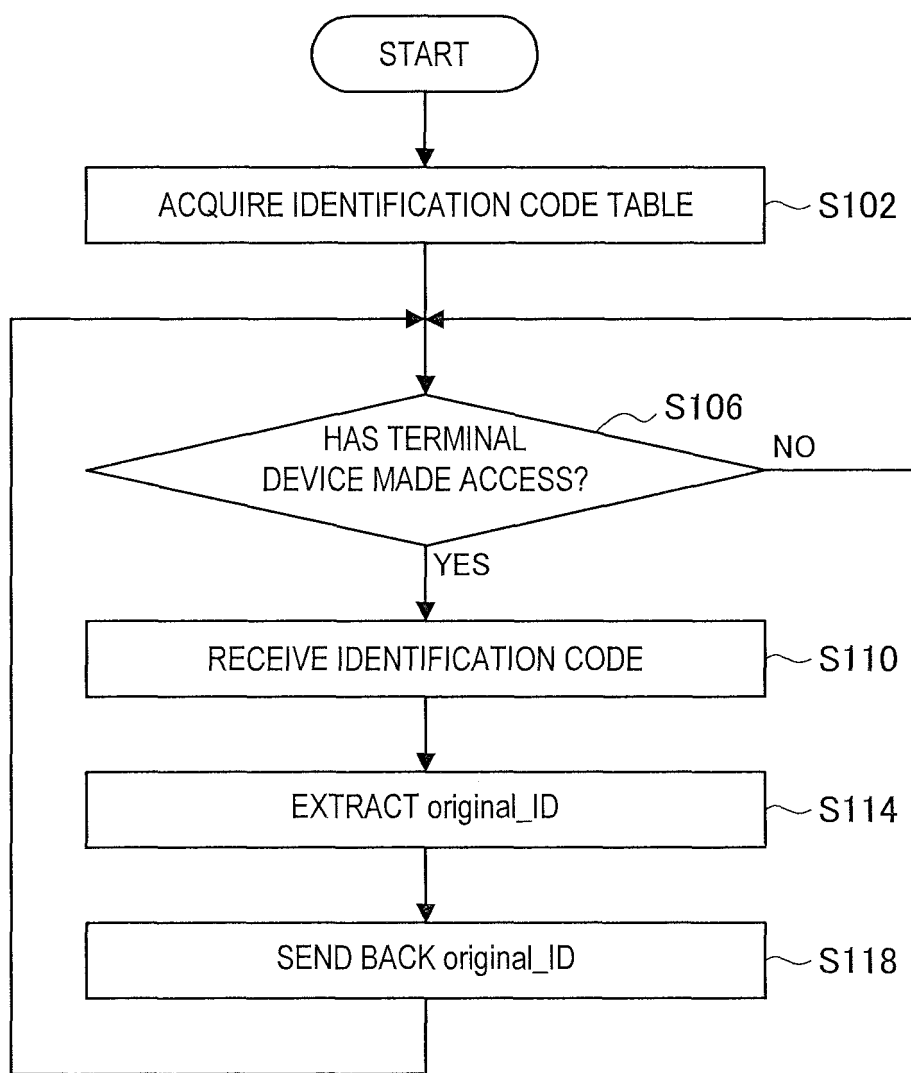 START
ACQUIRE IDENTIFICATION CODE TABLE
S102
S106
HAS TERMINAL
DEVICE MADE ACCESS?
NO
YES
RECEIVE IDENTIFICATION CODE
S110
EXTRACT original_ID
S114
SEND BACK original_ID
S118